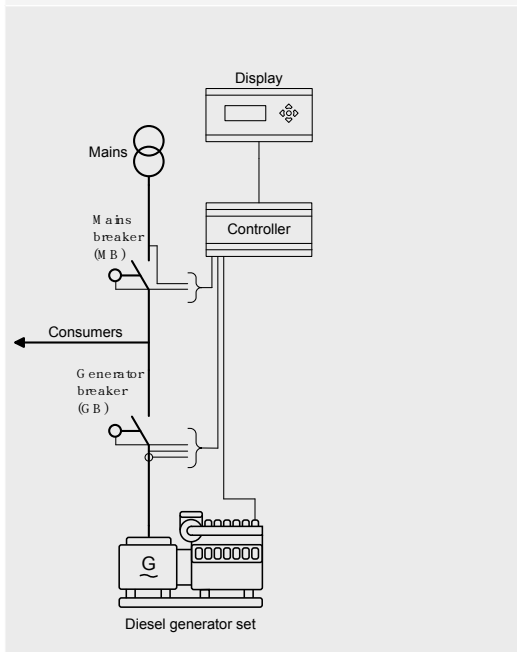 Display
Mains
Mains
breaker
(MB)
Controller
Consumers
Generator
breaker
(GB)
G
Diesel generator set